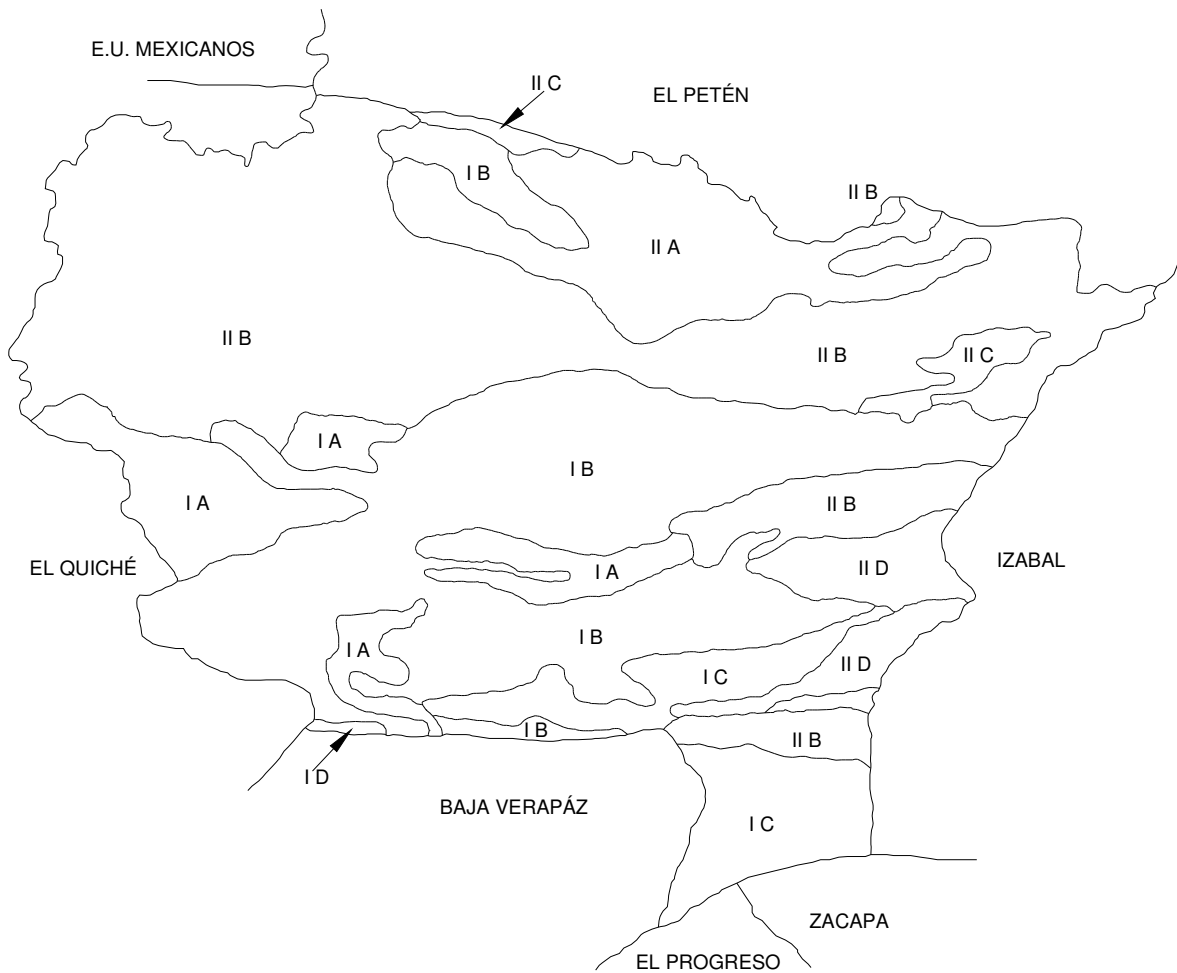 E.U. MEXICANOS
II C
EL PETÉN
I B
II B
II A
II B
II B
II C
I A
I B
I A
II B
EL QUICHÉ
I A
II D
IZABAL
I B
I A
I C
II D
I B
II B
I D
BAJA VERAPÁZ
I C
ZACAPA
EL PROGRESO